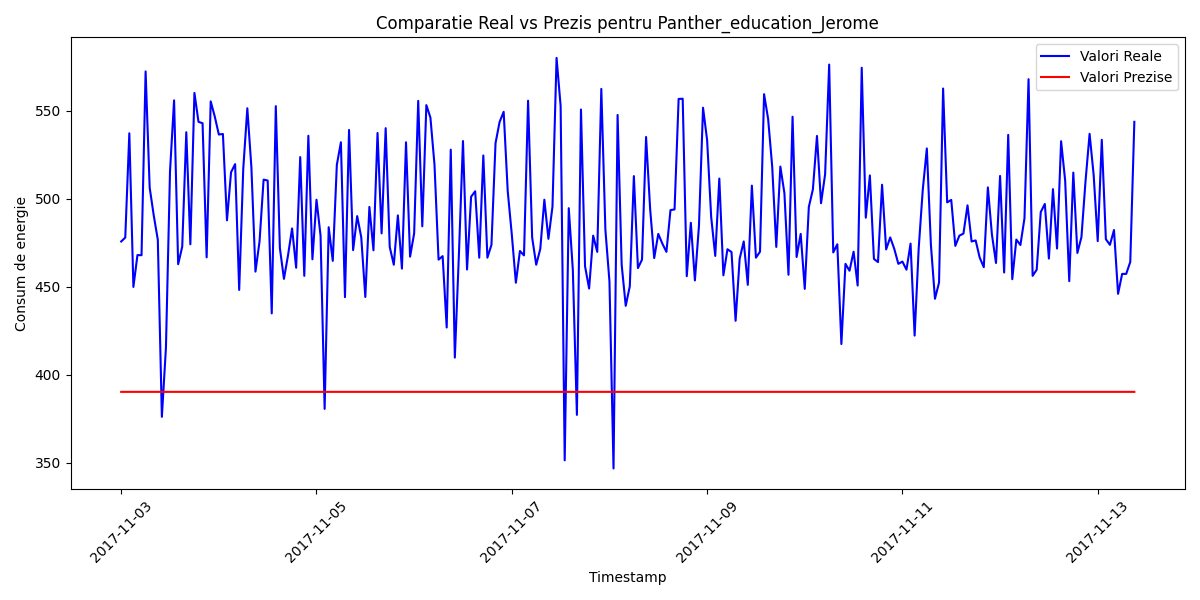 Comparatie Real vs Prezis pentru Panther_education_Jerome
Valori Reale
Valori Prezise
Consum de energie
550
500
450
400
350
2017-11-03
2017-11-05
2017-11-07
2017-11-09
2017-11-11
2017-11-13
Timestamp